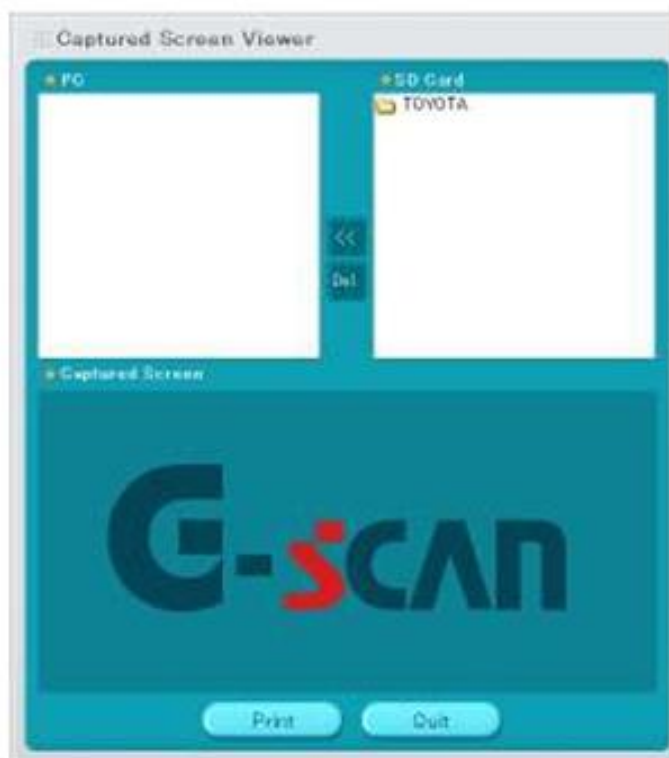 Captured Screen Viewer
PC
SD Card
TOYOTA
<<
Del
Captured Screen
G-scan
Print
Quit